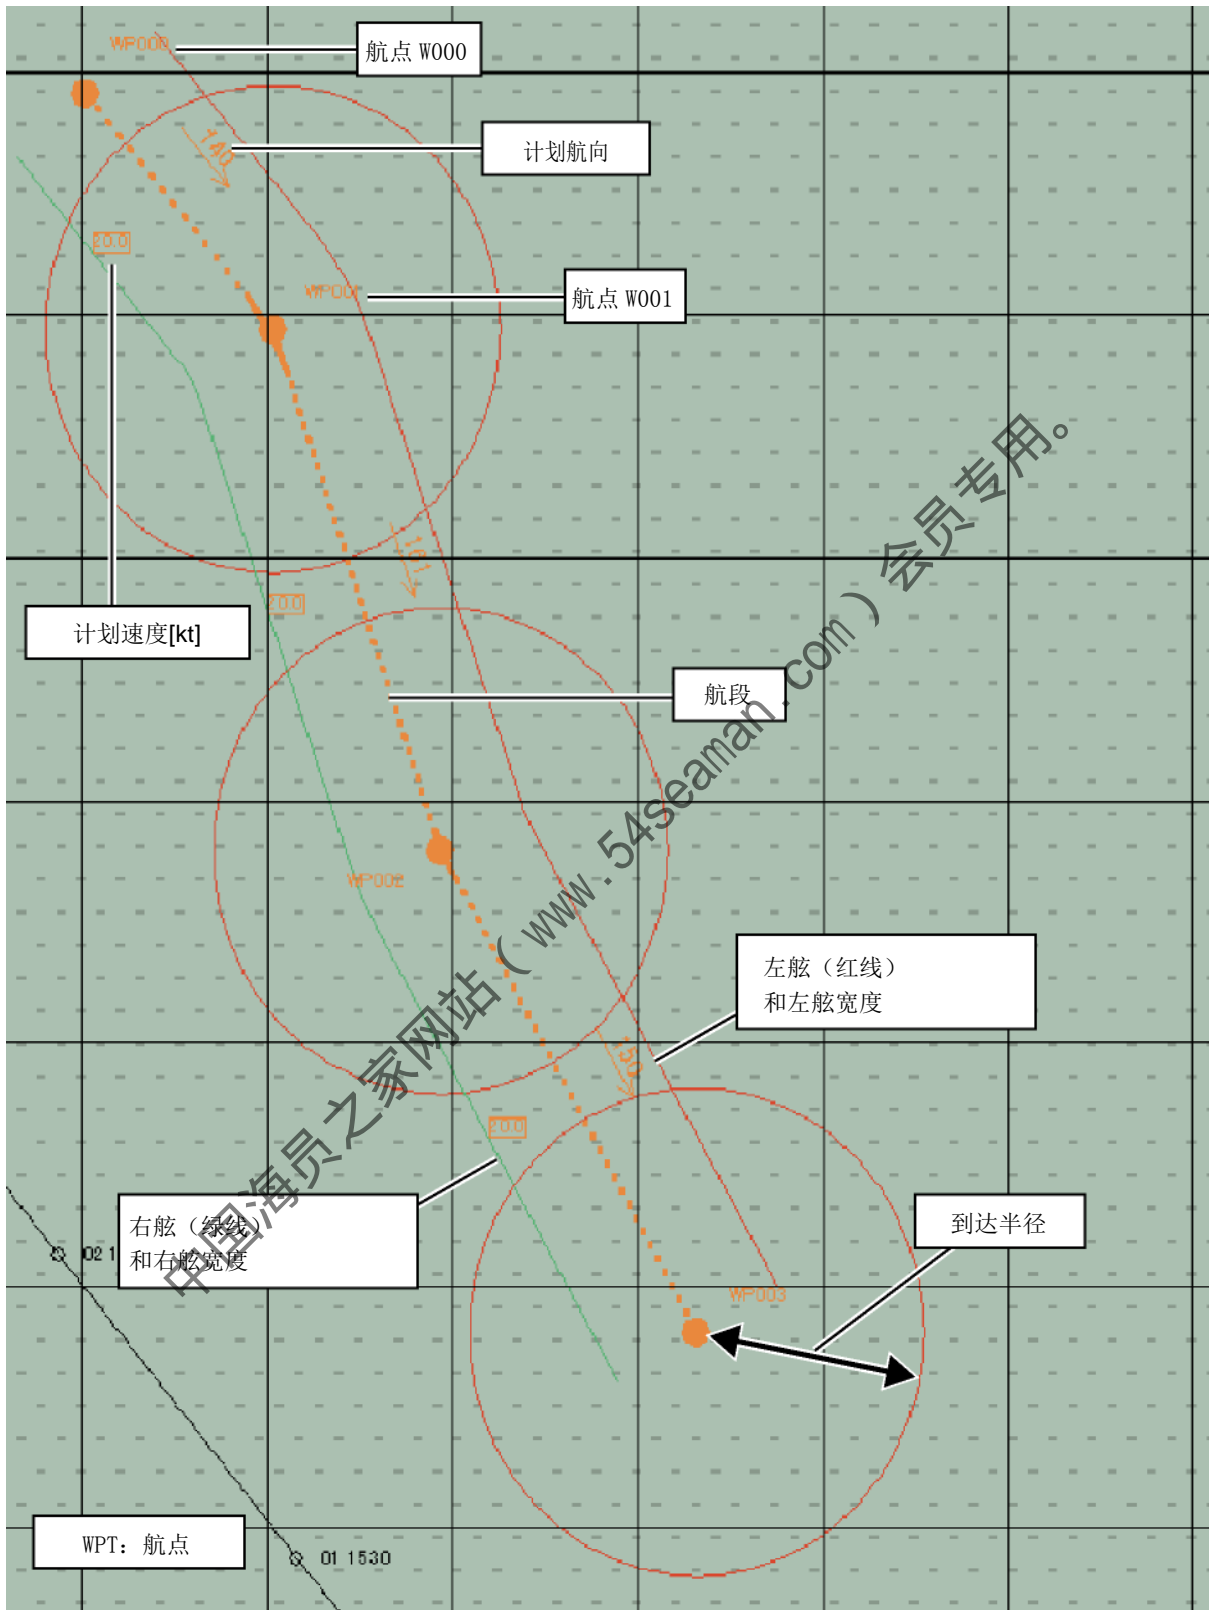 WP000
航点 W000
140
计划航向
20.0
WP001
航点 W001
161
20.0
计划速度[kt]
航段
WP002
左舷（红线）
和左舷宽度
150
20.0
右舷（绿线）
和右舷宽度
到达半径
02 1
WP003
WPT：航点
01 1530
中国海员之家网站（www.54seaman.com）会员专用。